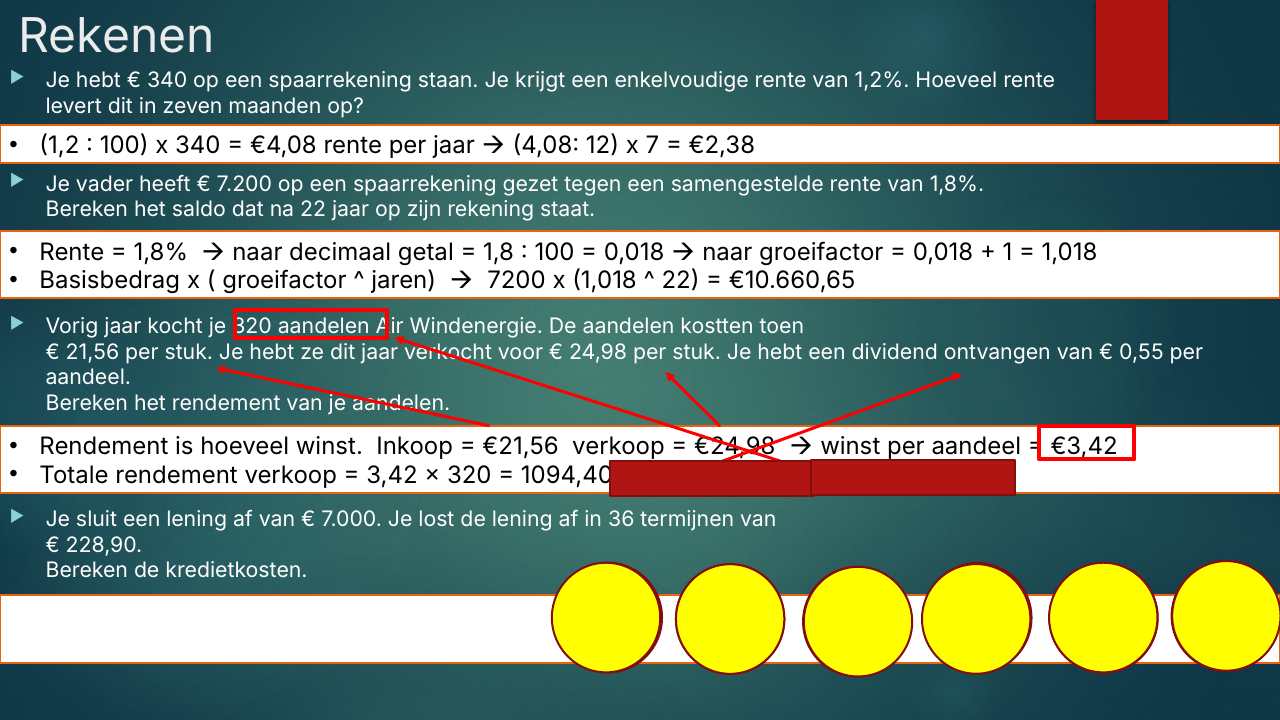 Rekenen
Je hebt € 340 op een spaarrekening staan. Je krijgt een enkelvoudige rente van 1,2%. Hoeveel rente
levert dit in zeven maanden op?
• (1,2 : 100) x 340 = €4,08 rente per jaar → (4,08: 12) x 7 = €2,38
Je vader heeft € 7.200 op een spaarrekening gezet tegen een samengestelde rente van 1,8%.
Bereken het saldo dat na 22 jaar op zijn rekening staat.
• Rente = 1,8% → naar decimaal getal = 1,8 : 100 = 0,018 → naar groeifactor = 0,018 + 1 = 1,018
• Basisbedrag x ( groeifactor ^ jaren) → 7200 x (1,018 ^ 22) = €10.660,65
Vorig jaar kocht je 320 aandelen Air Windenergie. De aandelen kostten toen
€ 21,56 per stuk. Je hebt ze dit jaar verkocht voor € 24,98 per stuk. Je hebt een dividend ontvangen van € 0,55 per
aandeel.
Bereken het rendement van je aandelen.
• Rendement is hoeveel winst. Inkoop = €21,56 verkoop = €24,98 → winst per aandeel = €3,42
• Totale rendement verkoop = 3,42 × 320 = 1094,40
Je sluit een lening af van € 7.000. Je lost de lening af in 36 termijnen van
€ 228,90.
Bereken de kredietkosten.